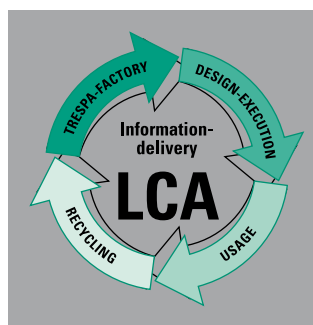 TRESPA-FACTORY
DESIGN-EXECUTION
Information-
delivery
LCA
RECYCLING
USAGE